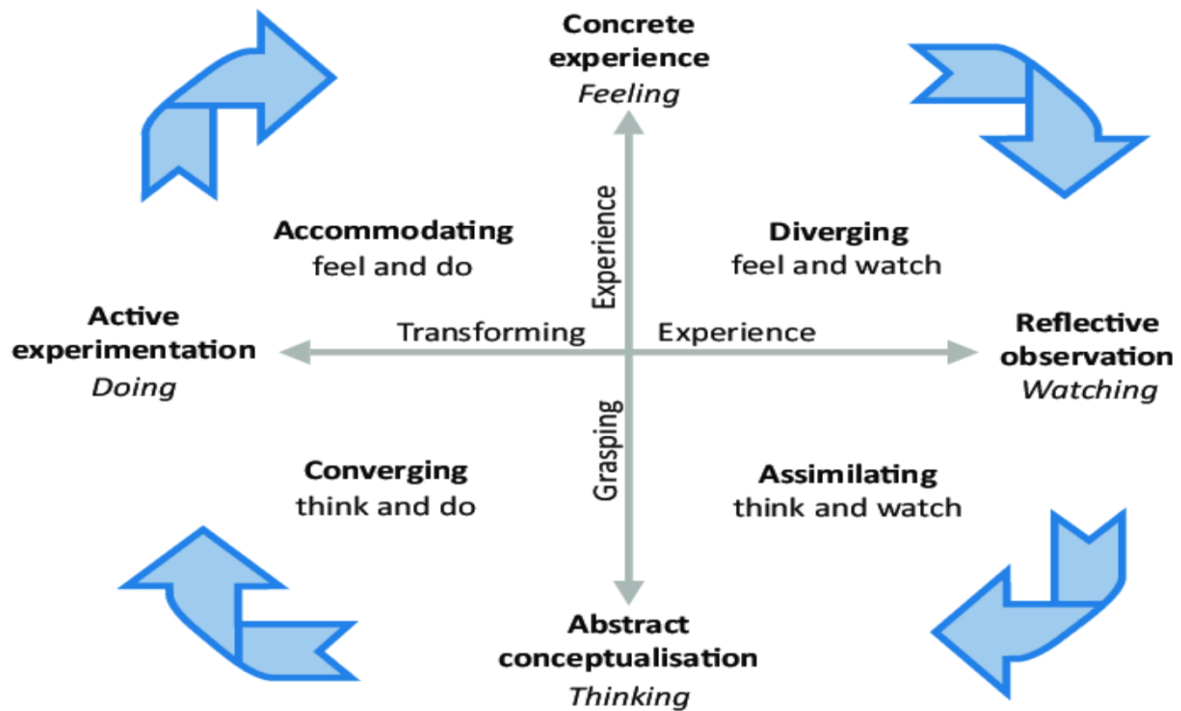 Concrete
experience
Feeling
Experience
Accommodating
feel and do
Diverging
feel and watch
Active
experimentation
Doing
Transforming
Experience
Reflective
observation
Watching
Grasping
Converging
think and do
Assimilating
think and watch
Abstract
conceptualisation
Thinking